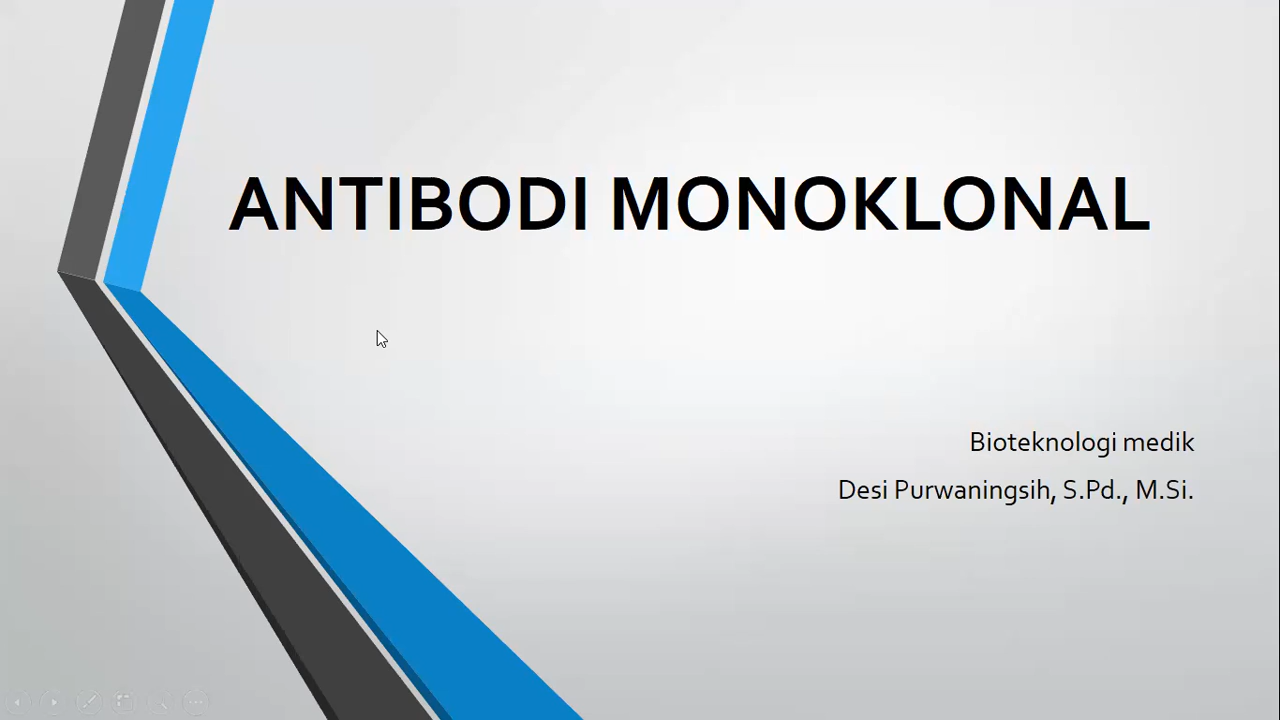 ANTIBODI MONOKLONAL
Bioteknologi medik
Desi Purwaningsih, S.Pd., M.Si.